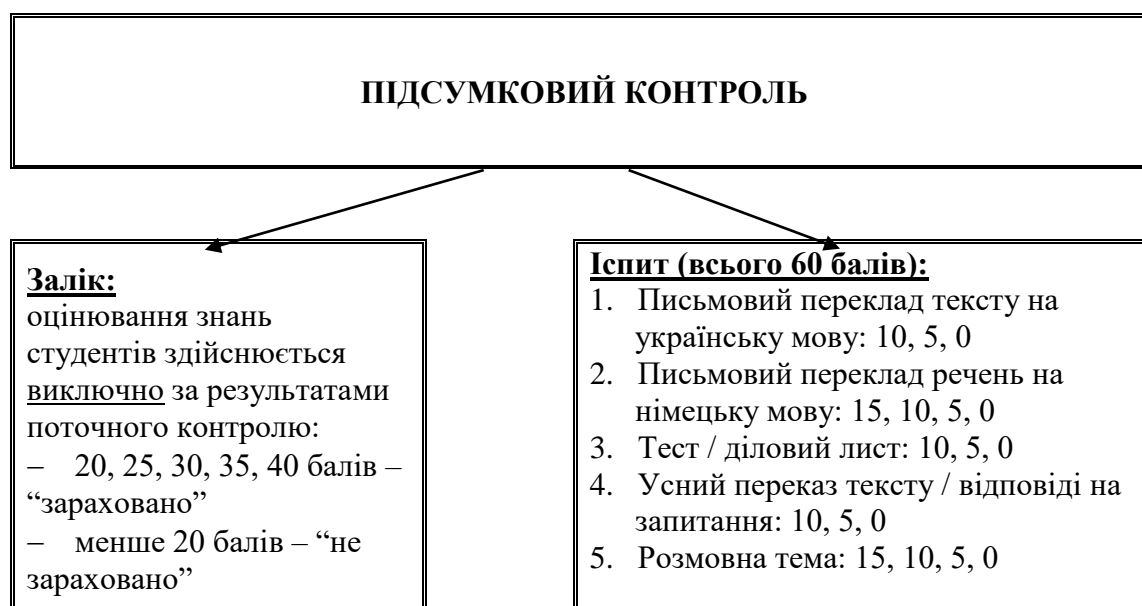 ПІДСУМКОВИЙ КОНТРОЛЬ
Залік:
оцінювання знань
студентів здійснюється
виключно за результатами
поточного контролю:
− 20, 25, 30, 35, 40 балів –
“зараховано”
− менше 20 балів – “не
зараховано”
Іспит (всього 60 балів):
1. Письмовий переклад тексту на
українську мову: 10, 5, 0
2. Письмовий переклад речень на
німецьку мову: 15, 10, 5, 0
3. Тест / діловий лист: 10, 5, 0
4. Усний переказ тексту / відповіді на
запитання: 10, 5, 0
5. Розмовна тема: 15, 10, 5, 0